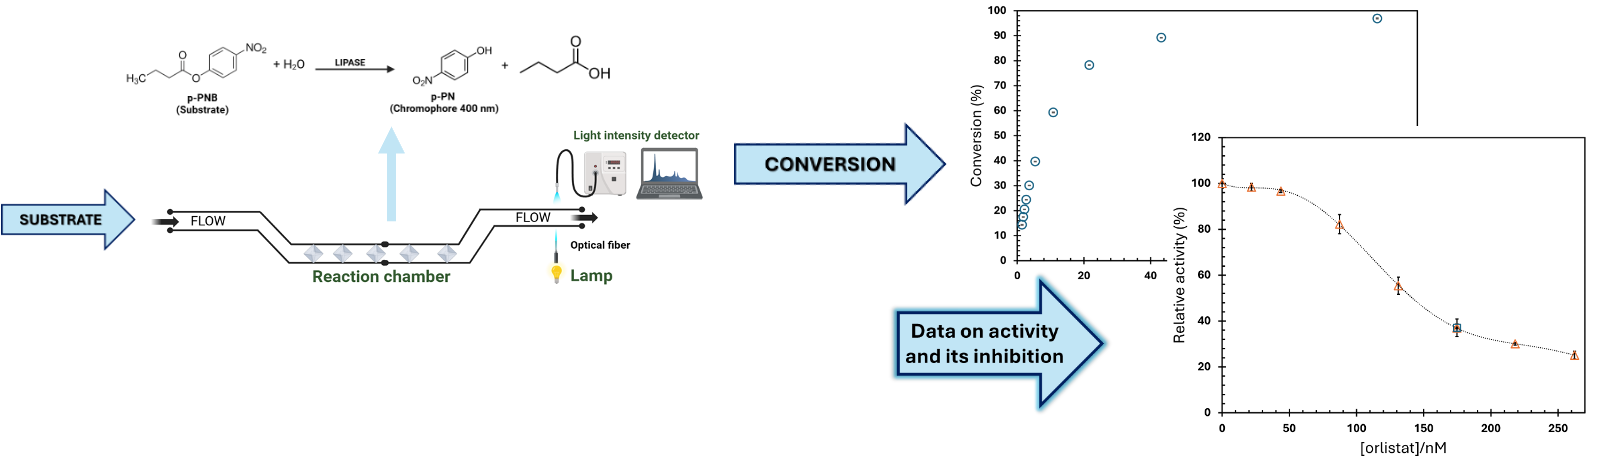 O
NO₂
O
H₃C
+ H₂O
LIPASE
OH
O₂N
+
O
OH
p-PNB
(Substrate)
p-PN
(Chromophore 400 nm)
Light intensity detector
SUBSTRATE
FLOW
FLOW
Optical fiber
Reaction chamber
Lamp
CONVERSION
Conversion (%)
100
90
80
70
60
50
40
30
20
10
0
0 20 40
Data on activity
and its inhibition
Relative activity (%)
120
100
80
60
40
20
0
0 50 100 150 200 250
[orlistat]/nM